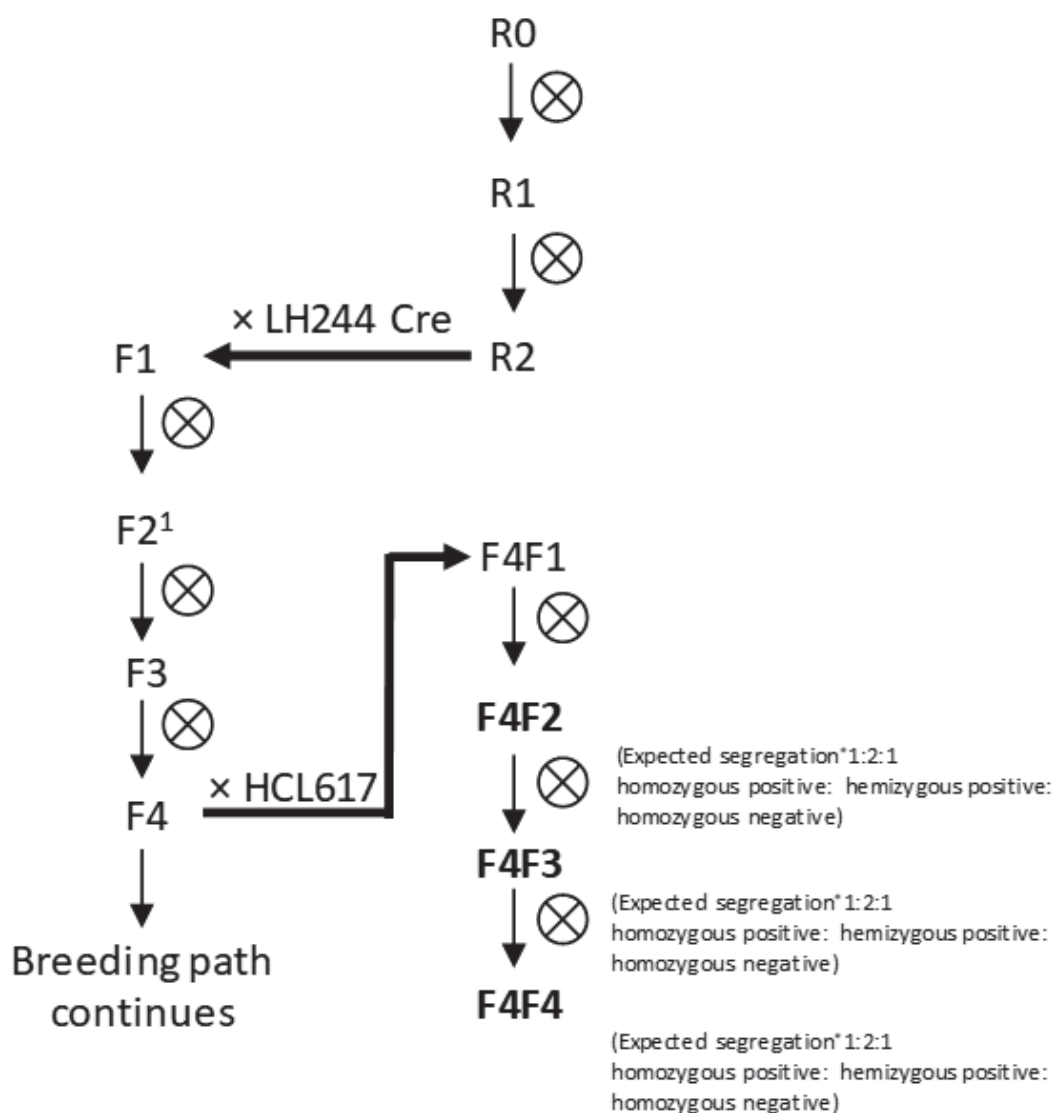 R0
R1
× LH244 Cre
F1
R2
F2¹
F4F1
F3
F4F2
(Expected segregation*1:2:1
homozygous positive: hemizygous positive:
homozygous negative)
× HCL617
F4
F4F3
(Expected segregation*1:2:1
homozygous positive: hemizygous positive:
homozygous negative)
Breeding path
continues
F4F4
(Expected segregation*1:2:1
homozygous positive: hemizygous positive:
homozygous negative)